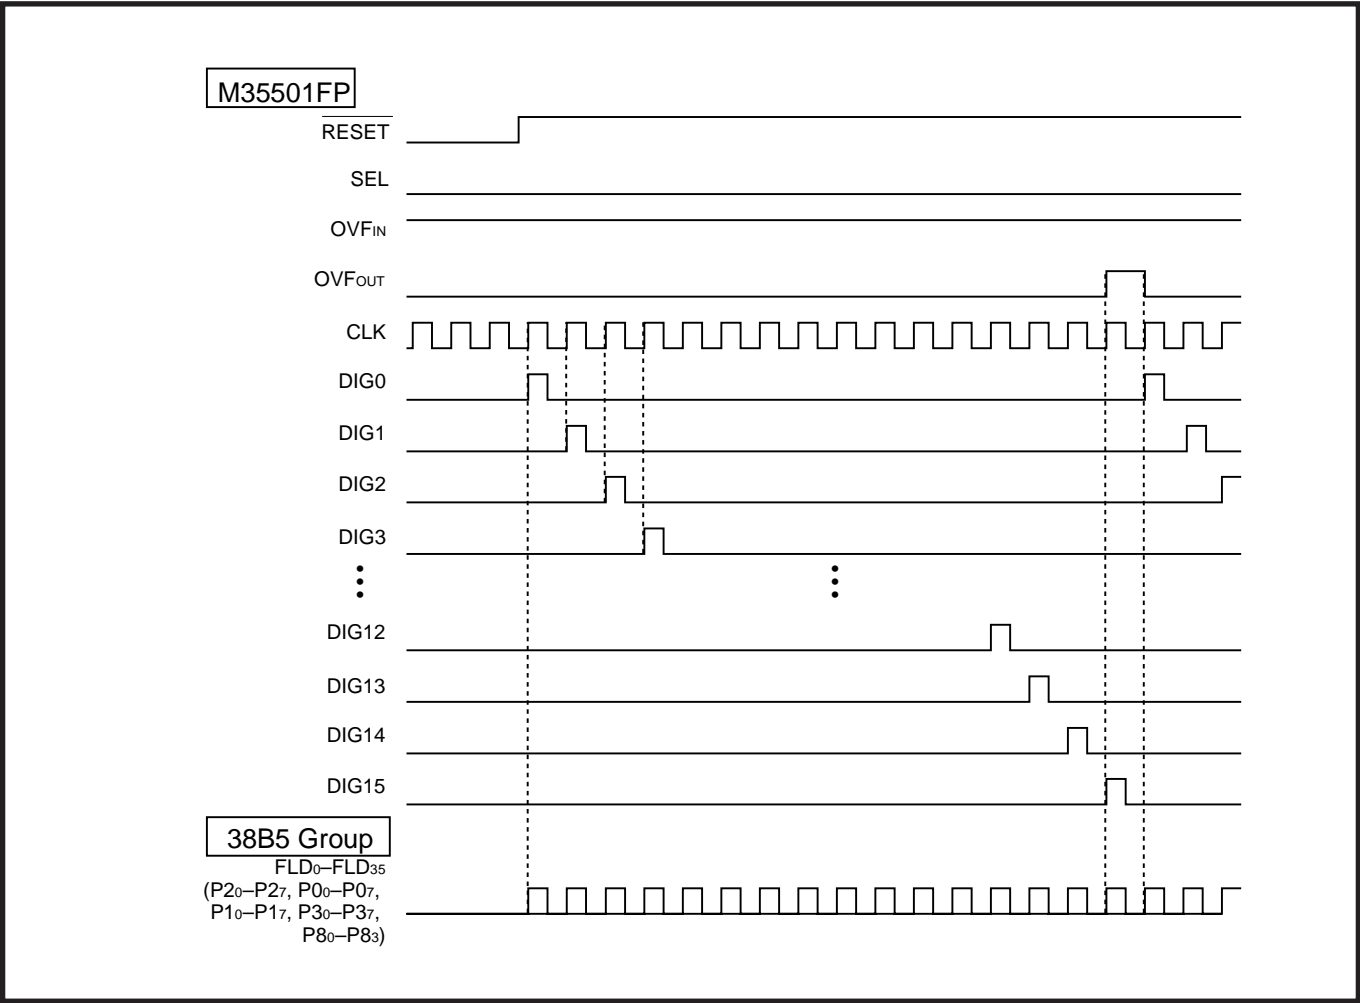 M35501FP
RESET
SEL
OVFIN
OVFOUT
CLK
DIG0
DIG1
DIG2
DIG3
DIG12
DIG13
DIG14
DIG15
38B5 Group
FLD0–FLD35
(P20–P27, P00–P07,
P10–P17, P30–P37,
P80–P83)